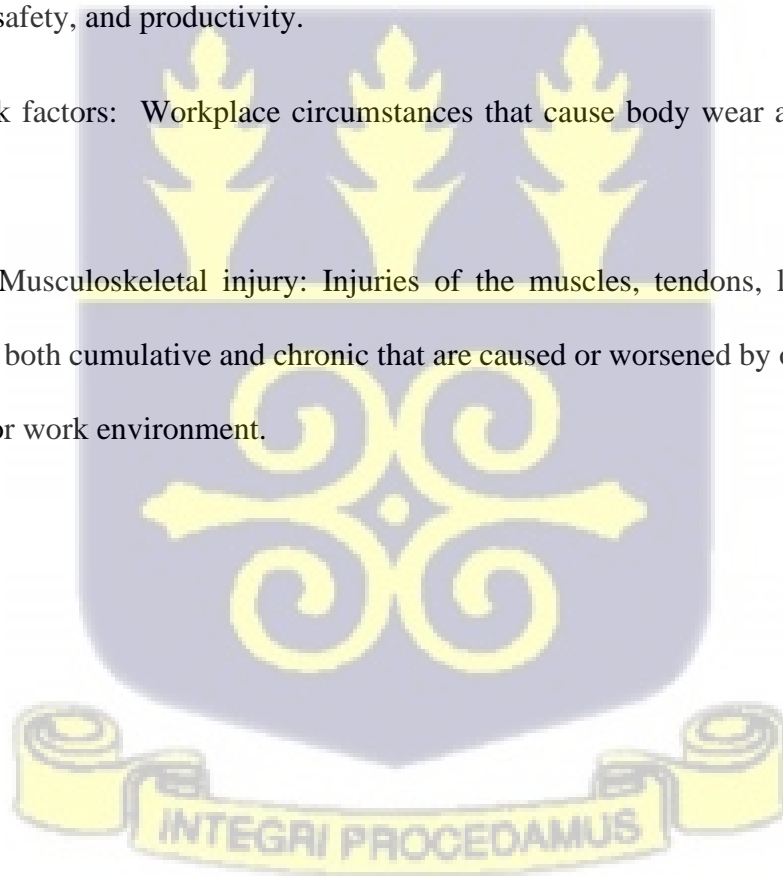 safety, and productivity.
k factors: Workplace circumstances that cause body wear a
Musculoskeletal injury: Injuries of the muscles, tendons, l
both cumulative and chronic that are caused or worsened by
or work environment.
INTEGRI PROCEDAMUS